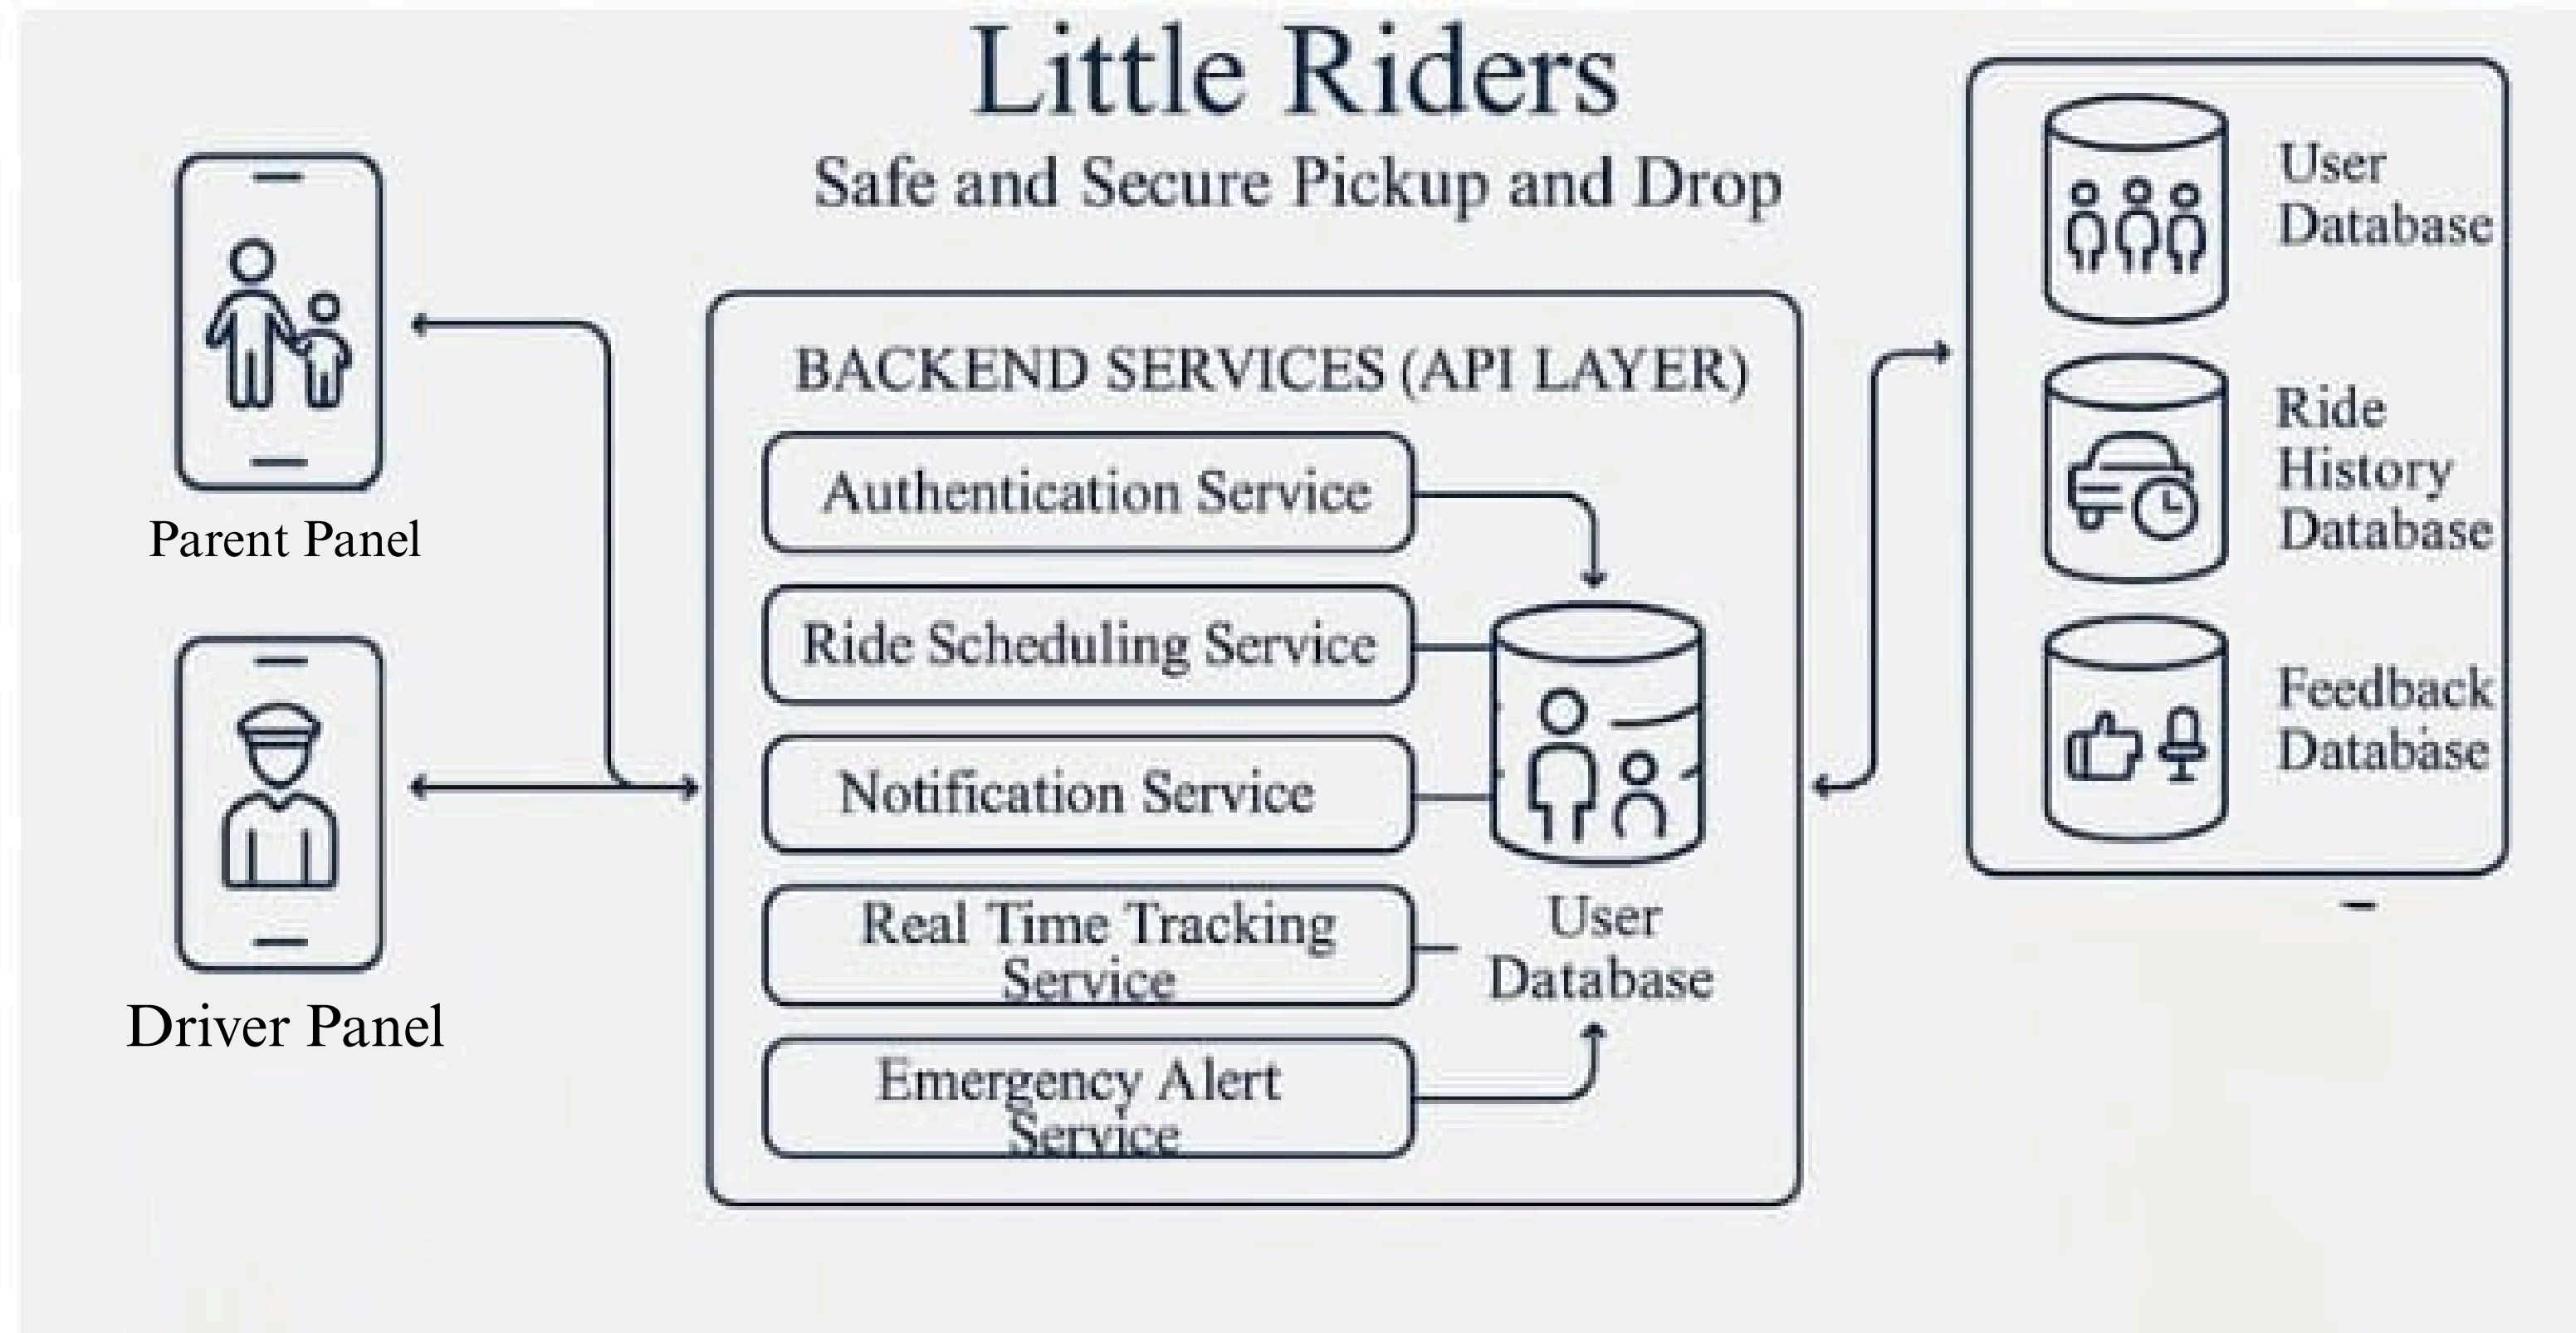 Little Riders
Safe and Secure Pickup and Drop
Parent Panel
Driver Panel
BACKEND SERVICES (API LAYER)
Authentication Service
Ride Scheduling Service
Notification Service
Real Time Tracking
Service
Emergency Alert
Service
User
Database
User
Database
Ride
History
Database
Feedback
Database